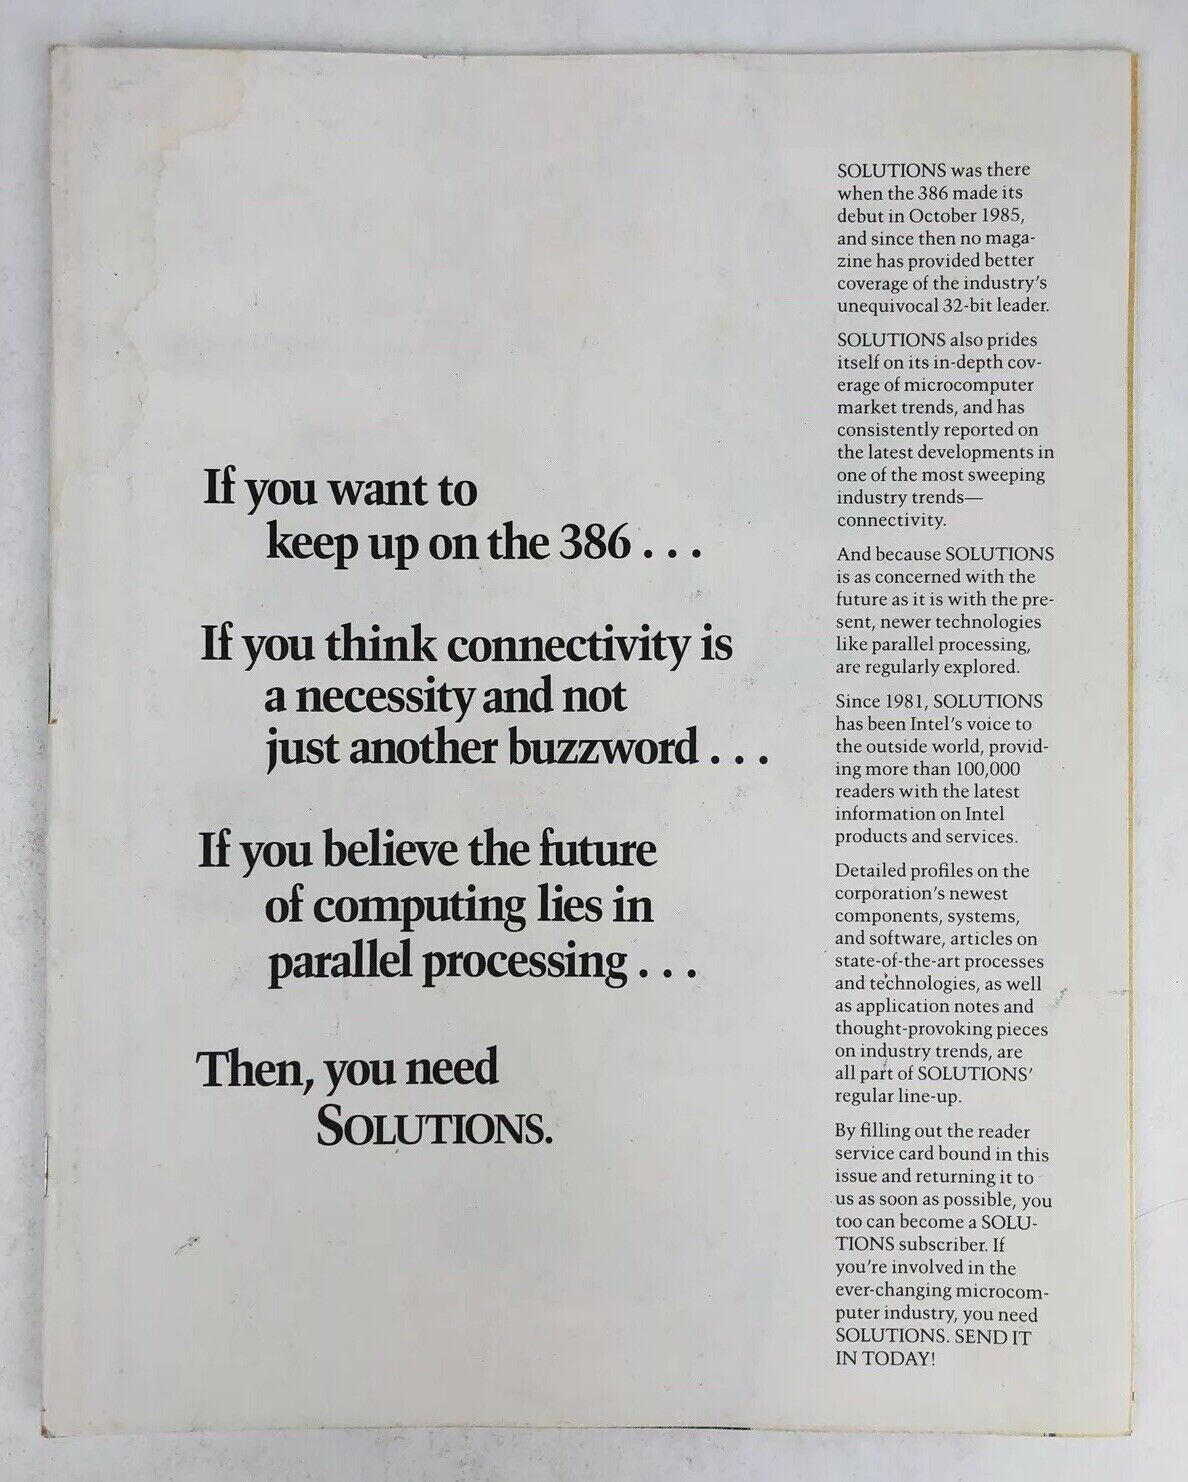 If you want to
keep up on the 386 . . .
If you think connectivity is
a necessity and not
just another buzzword . . .
If you believe the future
of computing lies in
parallel processing . . .
Then, you need
SOLUTIONS.
SOLUTIONS was there
when the 386 made its
debut in October 1985,
and since then no maga-
zine has provided better
coverage of the industry's
unequivocal 32-bit leader.
SOLUTIONS also prides
itself on its in-depth cov-
erage of microcomputer
market trends, and has
consistently reported on
the latest developments in
one of the most sweeping
industry trends—
connectivity.
And because SOLUTIONS
is as concerned with the
future as it is with the pre-
sent, newer technologies
like parallel processing,
are regularly explored.
Since 1981, SOLUTIONS
has been Intel's voice to
the outside world, provid-
ing more than 100,000
readers with the latest
information on Intel
products and services.
Detailed profiles on the
corporation's newest
components, systems,
and software, articles on
state-of-the-art processes
and technologies, as well
as application notes and
thought-provoking pieces
on industry trends, are
all part of SOLUTIONS'
regular line-up.
By filling out the reader
service card bound in this
issue and returning it to
us as soon as possible, you
too can become a SOLU-
TIONS subscriber. If
you're involved in the
ever-changing microcom-
puter industry, you need
SOLUTIONS. SEND IT
IN TODAY!